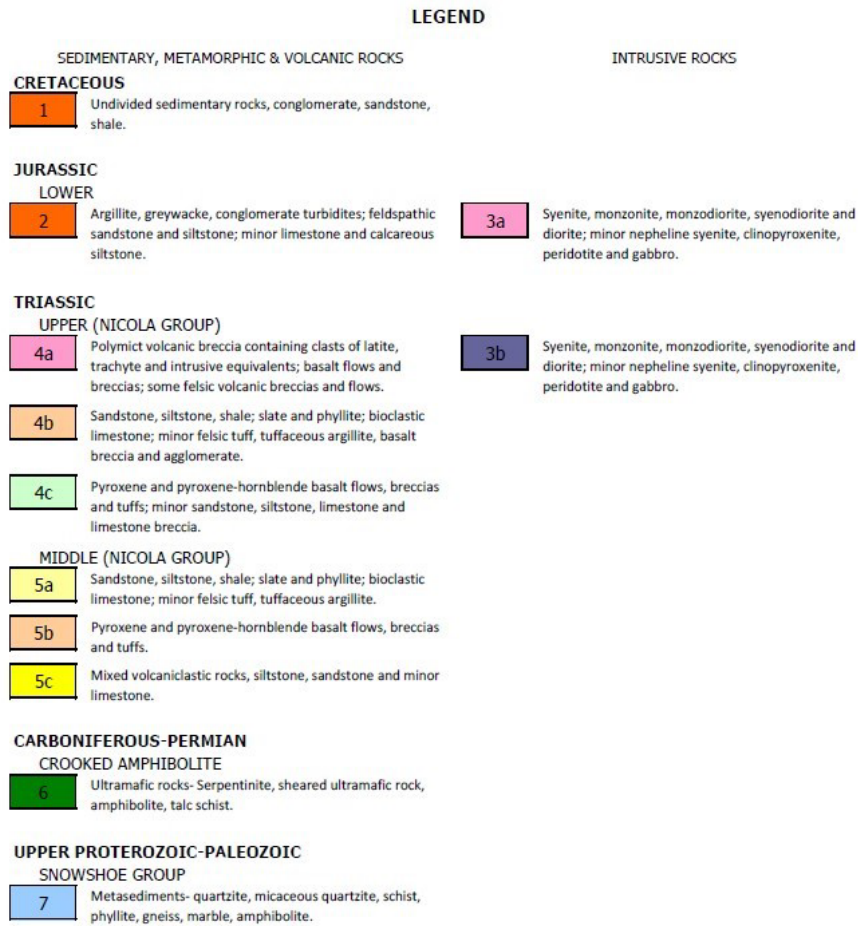 LEGEND
SEDIMENTARY, METAMORPHIC & VOLCANIC ROCKS
INTRUSIVE ROCKS
CRETACEOUS
1
Undivided sedimentary rocks, conglomerate, sandstone,
shale.
JURASSIC
LOWER
2
Argillite, greywacke, conglomerate turbidites; feldspathic
sandstone and siltstone; minor limestone and calcareous
siltstone.
3a
Syenite, monzonite, monzodiorite, syenodiorite and
diorite; minor nepheline syenite, clinopyroxenite,
peridotite and gabbro.
TRIASSIC
UPPER (NICOLA GROUP)
4a
Polymict volcanic breccia containing clasts of latite,
trachyte and intrusive equivalents; basalt flows and
breccias; some felsic volcanic breccias and flows.
3b
Syenite, monzonite, monzodiorite, syenodiorite and
diorite; minor nepheline syenite, clinopyroxenite,
peridotite and gabbro.
4b
Sandstone, siltstone, shale; slate and phyllite; bioclastic
limestone; minor felsic tuff, tuffaceous argillite, basalt
breccia and agglomerate.
4c
Pyroxene and pyroxene-hornblende basalt flows, breccias
and tuffs; minor sandstone, siltstone, limestone and
limestone breccia.
MIDDLE (NICOLA GROUP)
5a
Sandstone, siltstone, shale; slate and phyllite; bioclastic
limestone; minor felsic tuff, tuffaceous argillite.
5b
Pyroxene and pyroxene-hornblende basalt flows, breccias
and tuffs.
5c
Mixed volcaniclastic rocks, siltstone, sandstone and minor
limestone.
CARBONIFEROUS-PERMIAN
CROOKED AMPHIBOLITE
6
Ultramafic rocks- Serpentinite, sheared ultramafic rock,
amphibolite, talc schist.
UPPER PROTEROZOIC-PALEOZOIC
SNOWSHOE GROUP
7
Metasediments- quartzite, micaceous quartzite, schist,
phyllite, gneiss, marble, amphibolite.